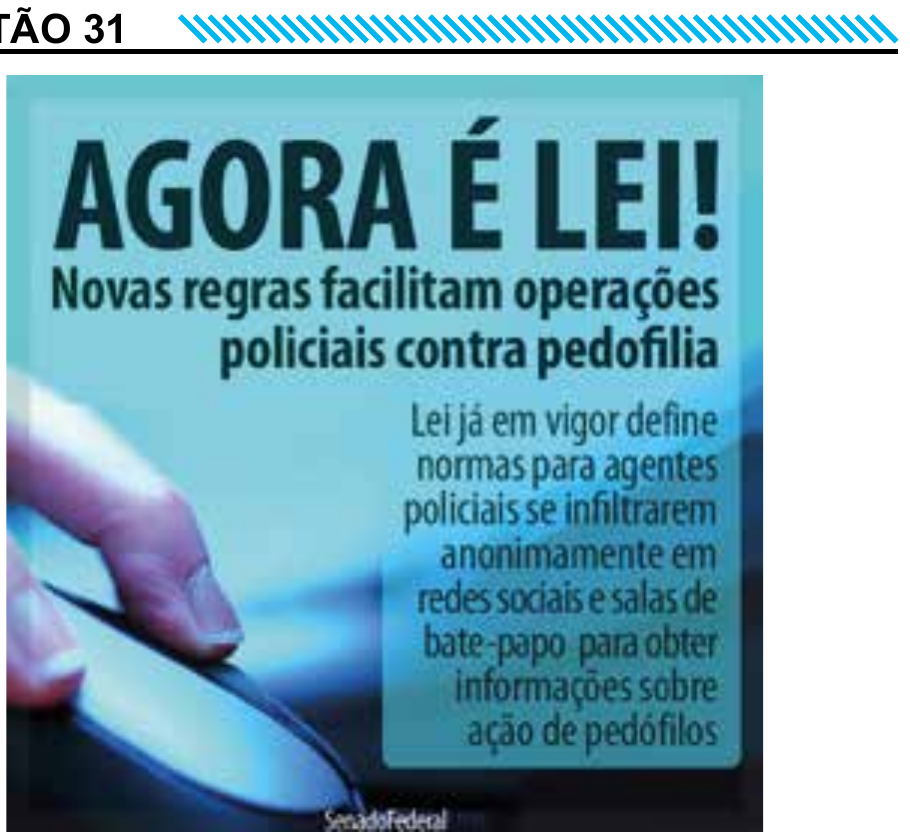 TÃO 31
AGORA É LEI!
Novas regras facilitam operações
policiais contra pedofilia
Lei já em vigor define
normas para agentes
policiais se infiltrarem
anonimamente em
redes sociais e salas de
bate-papo para obter
informações sobre
ação de pedófilos
SenadoFederal